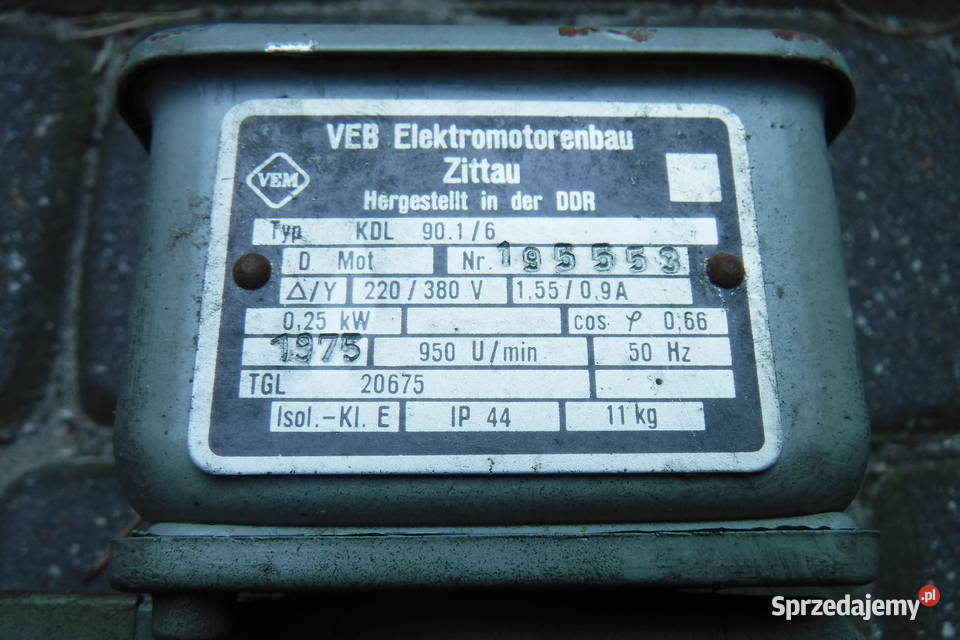 VEB Elektromotorenbau
Zittau
VEM
Hergestellt in der DDR
Typ KDL 90.1/6
D Mot Nr. 195553
Δ/Y 220/380 V 1,55/0,9A
0,25 kW cos φ 0,66
1975 950 U/min 50 Hz
TGL 20675
Isol.-Kl. E IP 44 11 kg
Sprzedajemy.pl